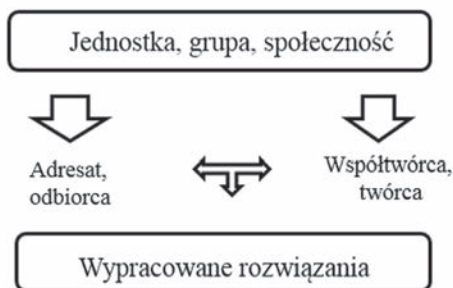 Jednostka, grupa, społeczność
Adresat,
odbiorca
Współtwórca,
twórca
Wypracowane rozwiązania